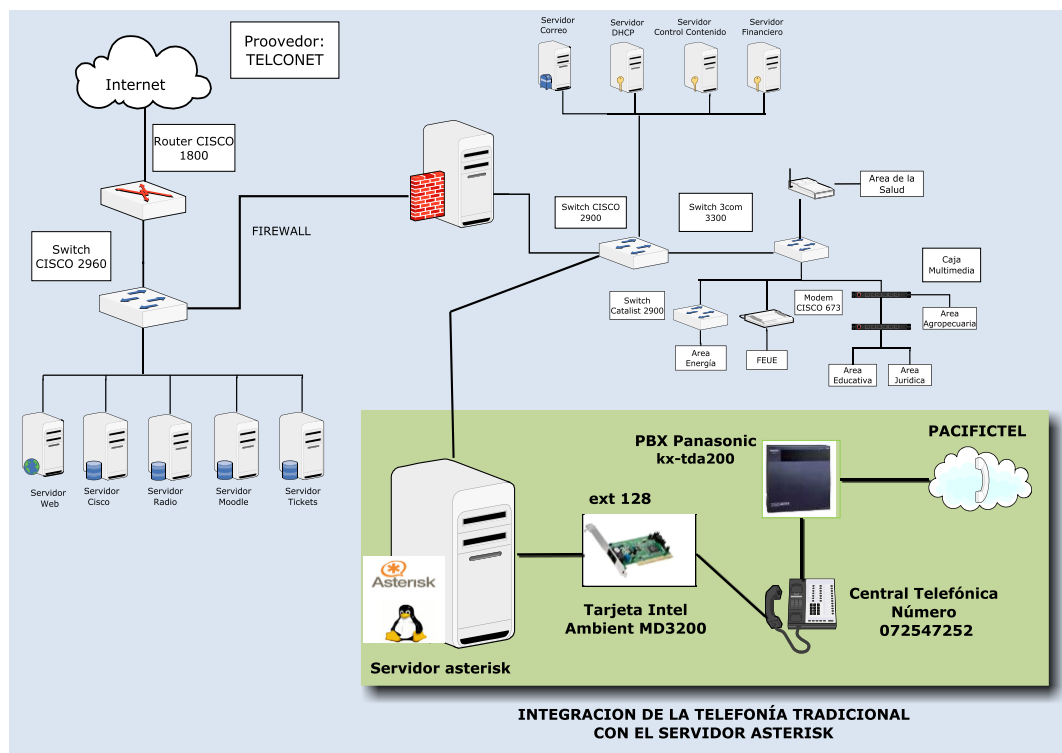 Proovedor:
TELCONET
Internet
Router CISCO
1800
Switch
CISCO 2960
FIREWALL
Servidor
Correo
Servidor
DHCP
Servidor
Control Contenido
Servidor
Financiero
Switch CISCO
2900
Switch 3com
3300
Area de la
Salud
Caja
Multimedia
Switch
Catalist 2900
Modem
CISCO 673
Area
Agropecuaria
Area
Energía
FEUE
Area
Educativa
Area
Juridica
Servidor
Web
Servidor
Cisco
Servidor
Radio
Servidor
Moodle
Servidor
Tickets
PBX Panasonic
kx-tda200
PACIFICTEL
ext 128
Asterisk
Tarjeta Intel
Ambient MD3200
Central Telefónica
Número
072547252
Servidor asterisk
INTEGRACION DE LA TELEFONÍA TRADICIONAL
CON EL SERVIDOR ASTERISK